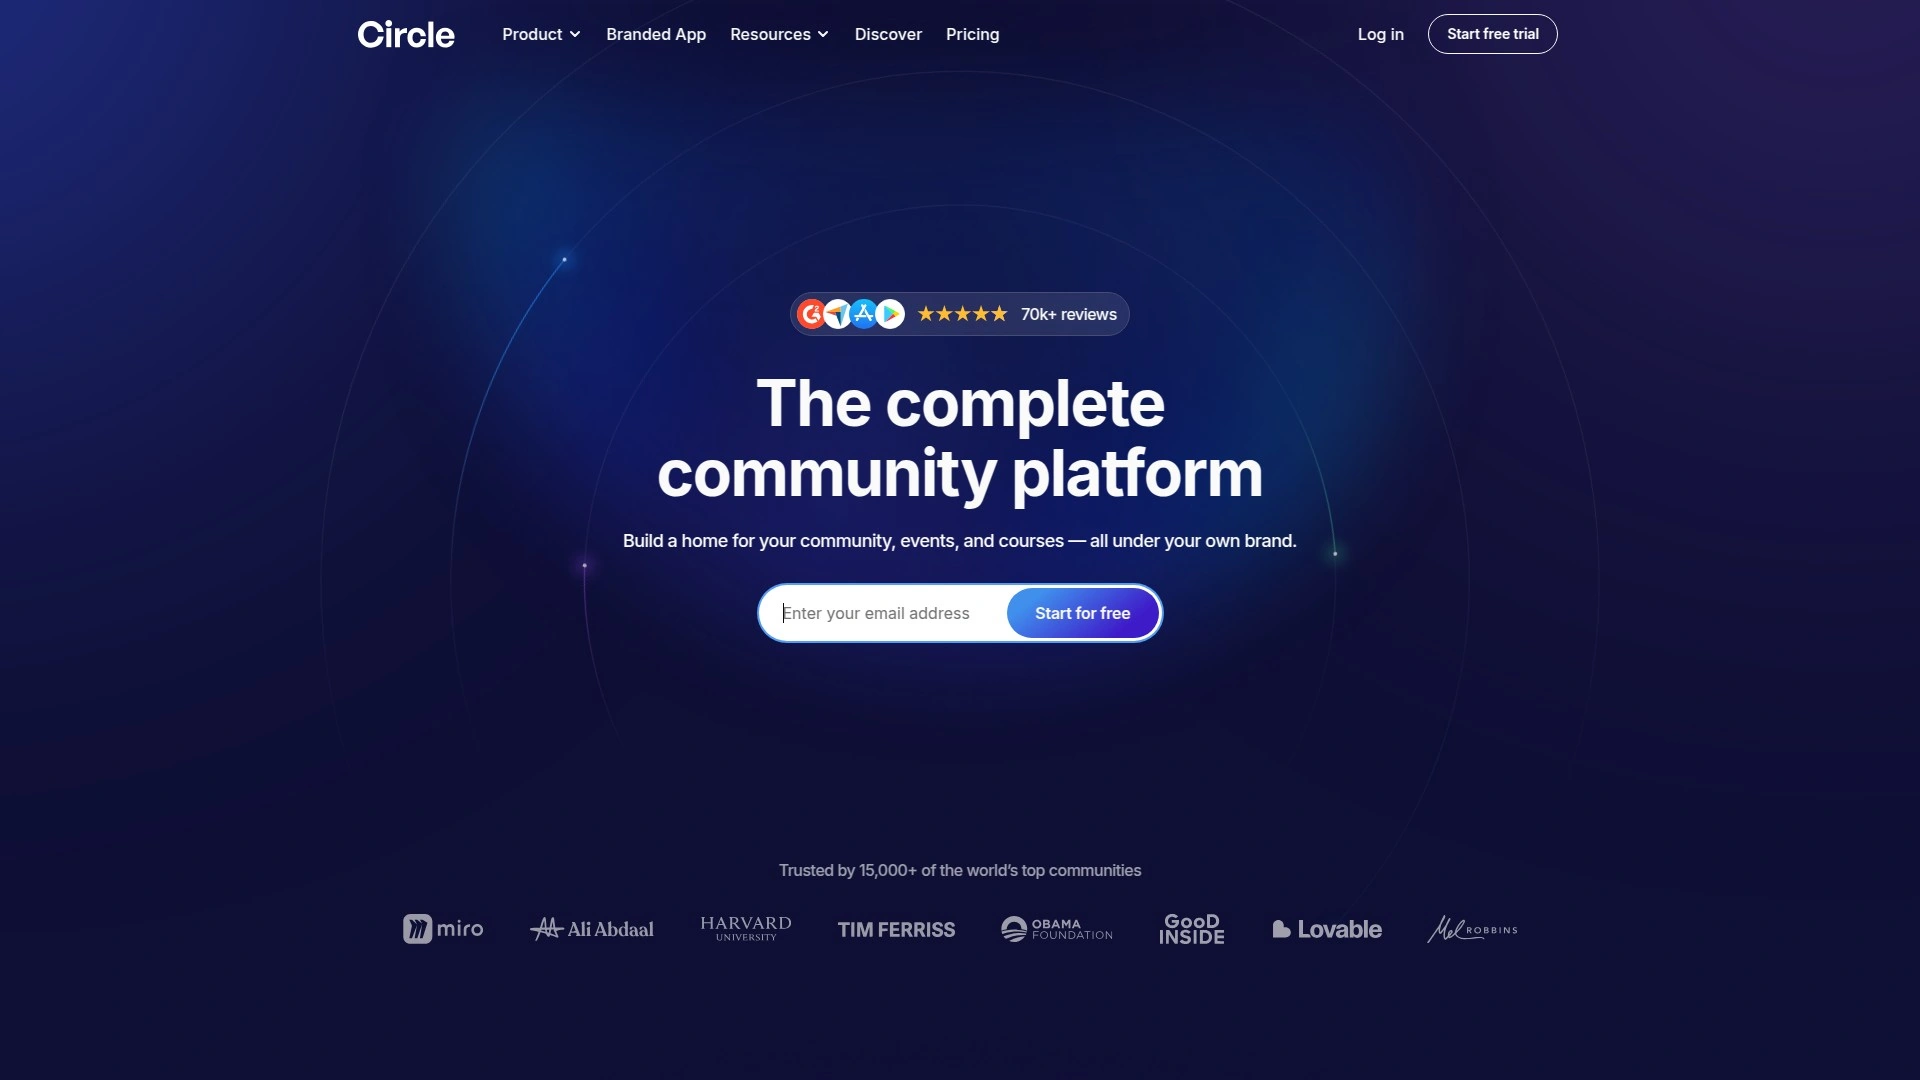 Circle
Product
Branded App
Resources
Discover
Pricing
Log in
Start free trial
70k+ reviews
The complete
community platform
Build a home for your community, events, and courses — all under your own brand.
Enter your email address
Start for free
Trusted by 15,000+ of the world’s top communities
miro
Ali Abdaal
HARVARD
UNIVERSITY
TIM FERRISS
OBAMA
FOUNDATION
GooD
INSIDE
Lovable
Mel ROBBINS